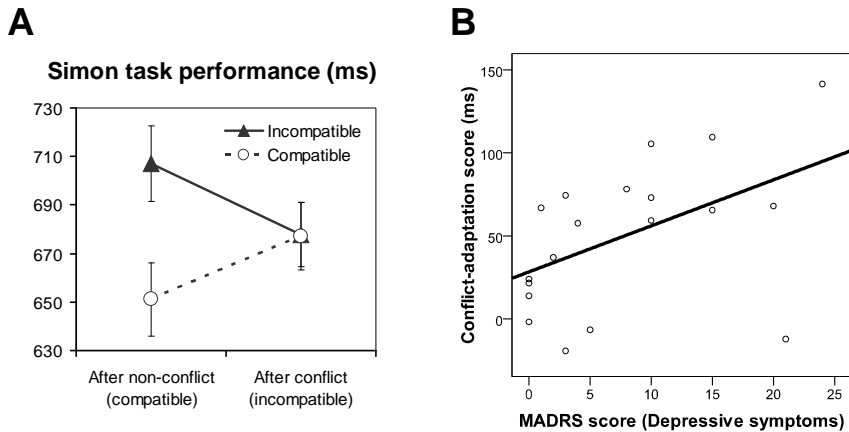 A
Simon task performance (ms)
730
710
690
670
650
630
Incompatible
Compatible
After non-conflict
(compatible)
After conflict
(incompatible)
B
Conflict-adaptation score (ms)
150
100
50
0
0 5 10 15 20 25
MADRS score (Depressive symptoms)